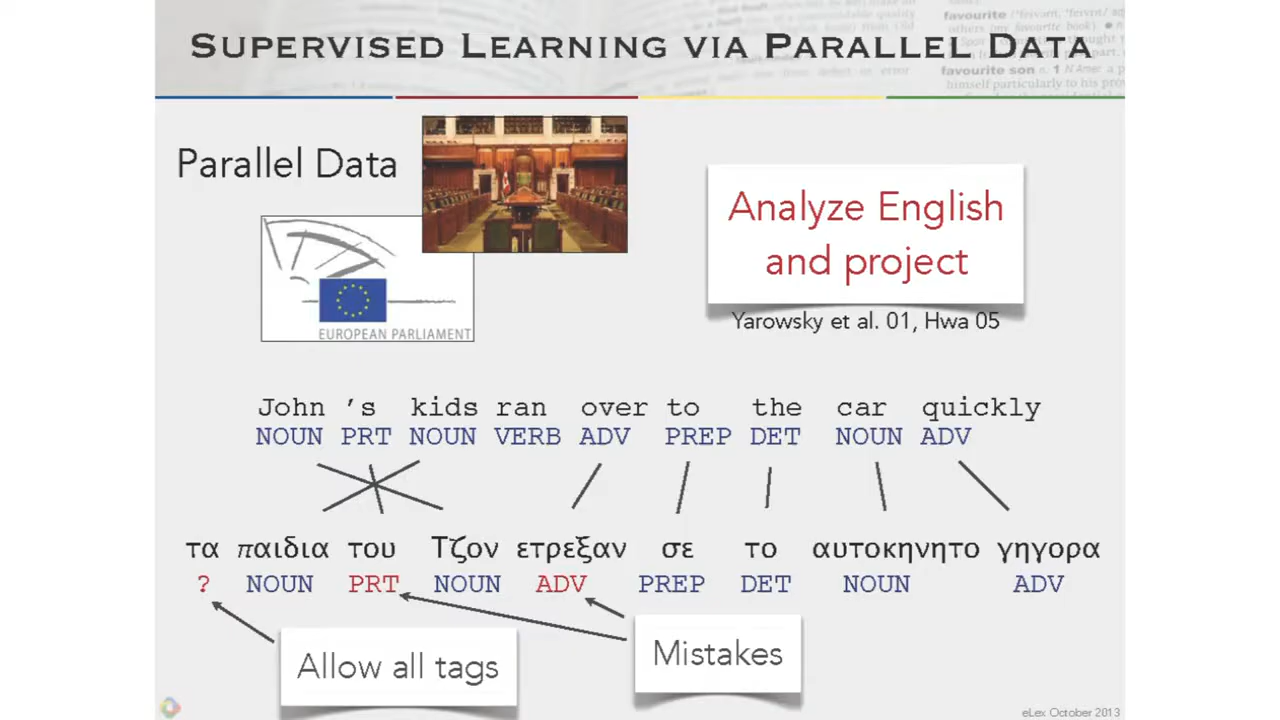 SUPERVISED LEARNING VIA PARALLEL DATA
Parallel Data
EUROPEAN PARLIAMENT
Analyze English
and project
Yarowsky et al. 01, Hwa 05
John 's kids ran over to the car quickly
NOUN PRT NOUN VERB ADV PREP DET NOUN ADV
τα παιδια του Τζον ετρεξαν σε το αυτοκηνητο γηγορα
? NOUN PRT NOUN ADV PREP DET NOUN ADV
Allow all tags
Mistakes
eLex October 2013